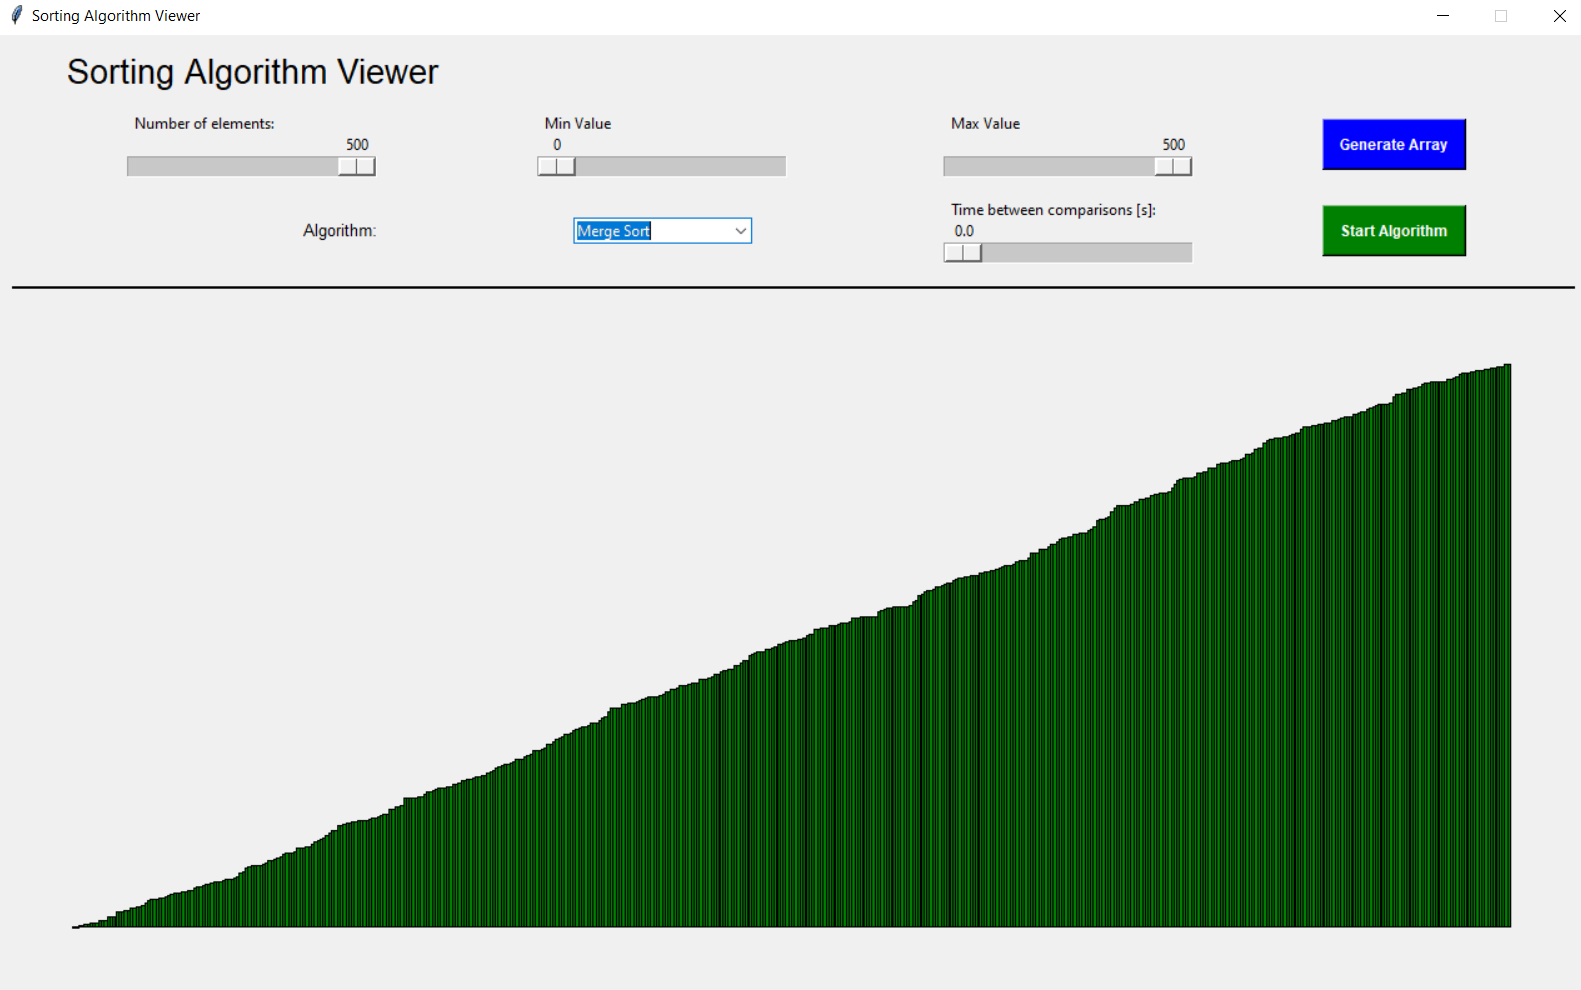 Sorting Algorithm Viewer
Sorting Algorithm Viewer
Number of elements:
500
Min Value
0
Max Value
500
Generate Array
Algorithm:
Merge Sort
Time between comparisons [s]:
0.0
Start Algorithm